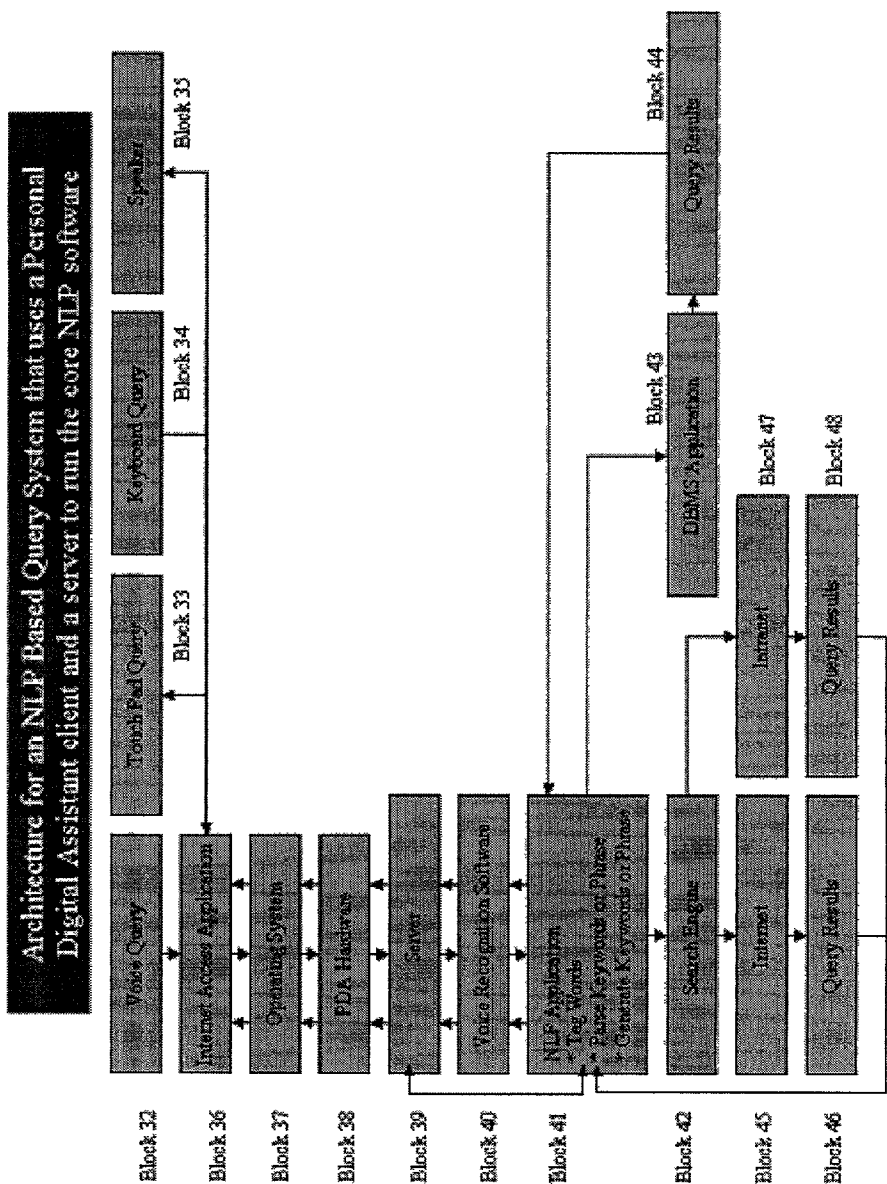 Architecture for an NLP Based Query System that uses a Personal
Digital Assistant client and a server to run the core NLP software
Block 32
Voice Query
Touch Pad Query
Block 33
Keyboard Query
Block 34
Speaker
Block 35
Block 36
Internet Access Application
Block 37
Operating System
Block 38
PDA Hardware
Block 39
Server
Block 40
Voice Recognition Software
Block 41
NLP Application
* Tag Words
* Parse Keywords or Phrase
* Generate Keywords or Phrase
Block 42
Search Engine
DBMS Application
Block 43
Query Results
Block 44
Block 45
Internet
Intranet
Block 47
Block 46
Query Results
Query Results
Block 48